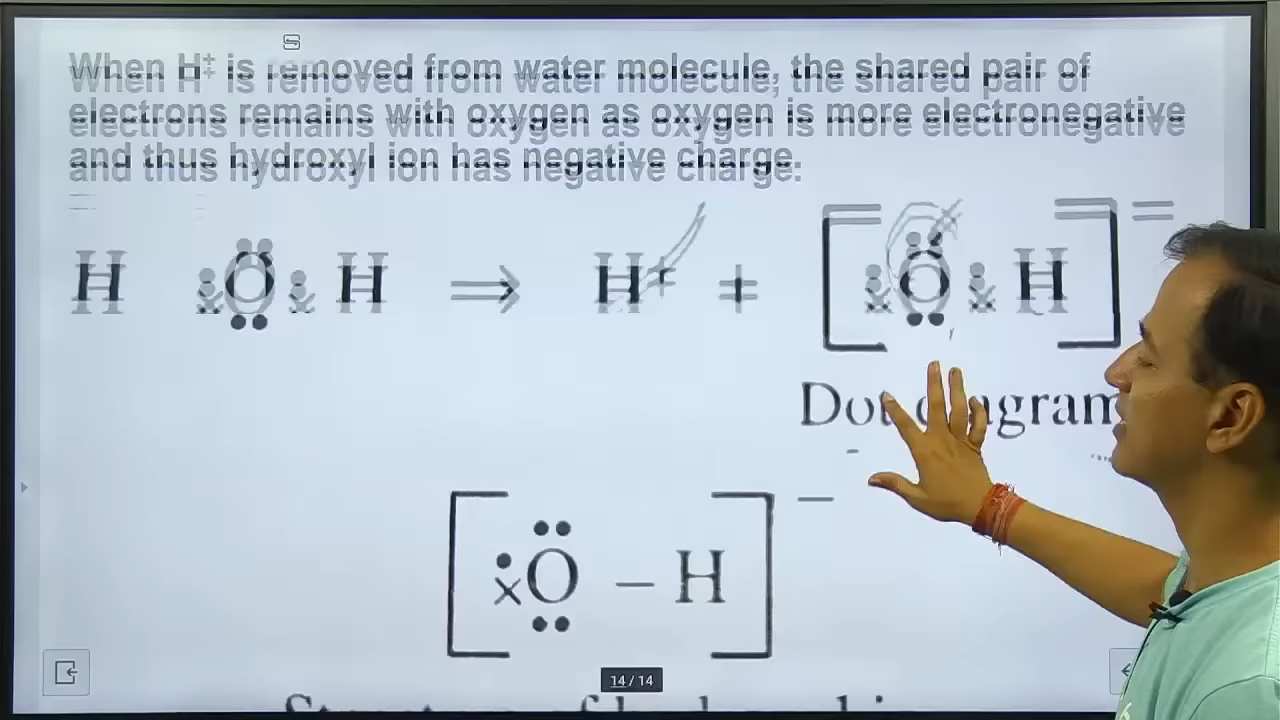 When H⁺ is removed from water molecule, the shared pair of
electrons remains with oxygen as oxygen is more electronegative
and thus hydroxyl ion has negative charge.
H •× O •× H ⇒ H⁺ + [•× O •× H]⁻
Dot diagram
[•× O – H]⁻
14 / 14